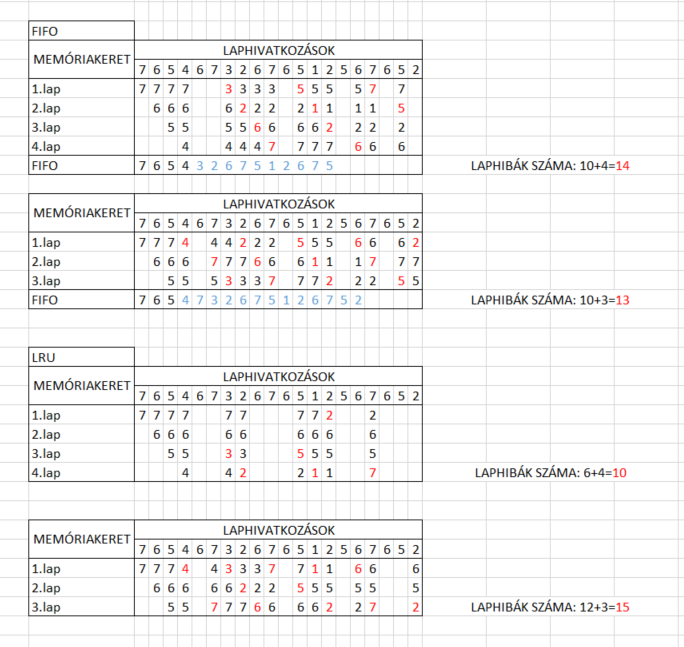 FIFO
MEMÓRIAKERET LAPHIVATKOZÁSOK
7 6 5 4 6 7 3 2 6 7 6 5 1 2 5 6 7 6 5 2
1.lap 7 7 7 7 3 3 3 3 5 5 5 5 7 7
2.lap 6 6 6 6 2 2 2 2 1 1 1 1 5
3.lap 5 5 5 5 6 6 6 6 2 2 2 2
4.lap 4 4 4 4 7 7 7 7 6 6 6
FIFO 7 6 5 4 3 2 6 7 5 1 2 6 7 5 LAPHIBÁK SZÁMA: 10+4=14
MEMÓRIAKERET LAPHIVATKOZÁSOK
7 6 5 4 6 7 3 2 6 7 6 5 1 2 5 6 7 6 5 2
1.lap 7 7 7 4 4 4 2 2 2 5 5 5 6 6 6 2
2.lap 6 6 6 7 7 7 6 6 6 1 1 1 7 7 7
3.lap 5 5 5 3 3 3 7 7 7 2 2 2 5 5
FIFO 7 6 5 4 7 3 2 6 7 5 1 2 6 7 5 2 LAPHIBÁK SZÁMA: 10+3=13
LRU
MEMÓRIAKERET LAPHIVATKOZÁSOK
7 6 5 4 6 7 3 2 6 7 6 5 1 2 5 6 7 6 5 2
1.lap 7 7 7 7 7 7 7 7 2 2
2.lap 6 6 6 6 6 6 6 6 6
3.lap 5 5 3 3 5 5 5 5
4.lap 4 4 2 2 1 1 7 LAPHIBÁK SZÁMA: 6+4=10
MEMÓRIAKERET LAPHIVATKOZÁSOK
7 6 5 4 6 7 3 2 6 7 6 5 1 2 5 6 7 6 5 2
1.lap 7 7 7 4 4 3 3 3 7 7 1 1 6 6 6
2.lap 6 6 6 6 6 2 2 2 5 5 5 5 5 5
3.lap 5 5 7 7 7 6 6 6 6 2 2 7 2 LAPHIBÁK SZÁMA: 12+3=15